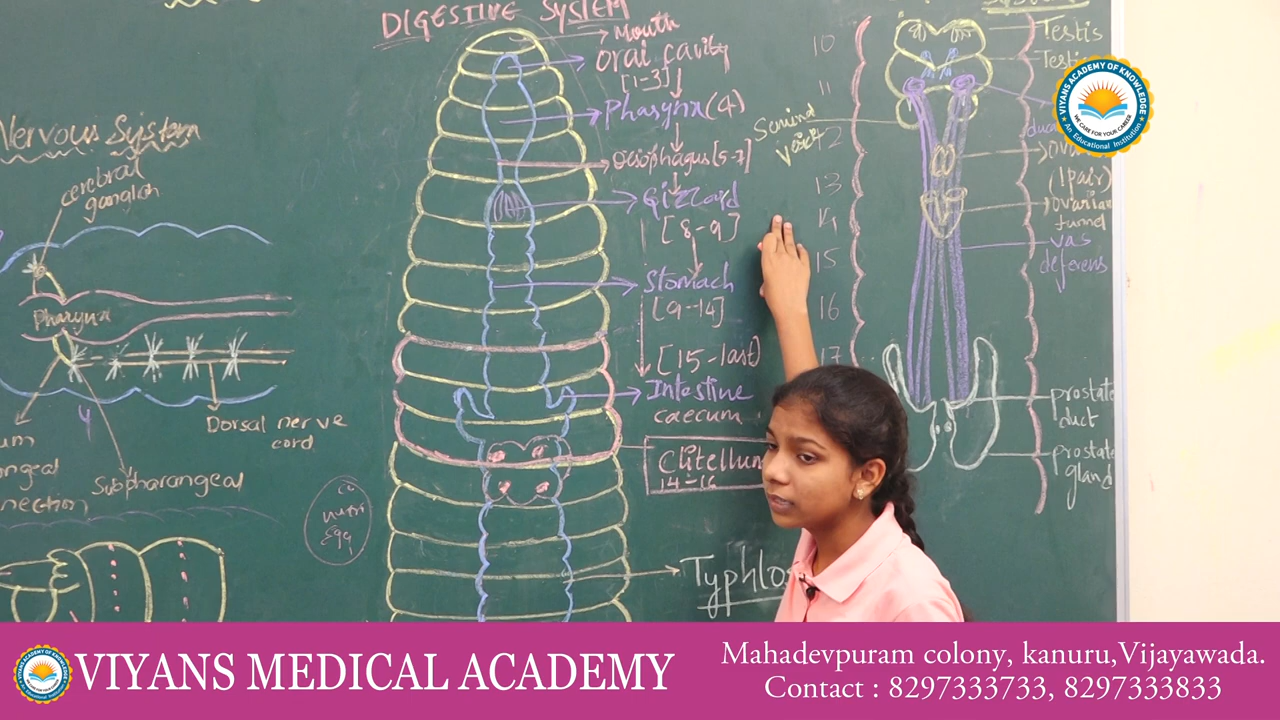 DIGESTIVE SYSTEM
Mouth
oral cavity
[1-3]
Pharynx (4)
oesophagus [5-7]
Gizzard
[8-9]
Stomach
[9-14]
[15-last]
Intestine
caecum
Clitellum
14-16
Typhlo
Nervous System
cerebral
ganglion
Pharynx
Dorsal nerve
cord
Subpharangeal
nutri
Egg
10
11
12
13
14
15
16
17
Testis
Testis
(1pair)
ovarian
funnel
vas
deferens
prostate
duct
prostate
gland
VIYANS ACADEMY OF KNOWLEDGE
WE CARE FOR YOUR CAREER
An Educational Institution
VIYANS MEDICAL ACADEMY
Mahadevpuram colony, kanuru,Vijayawada.
Contact : 8297333733, 8297333833